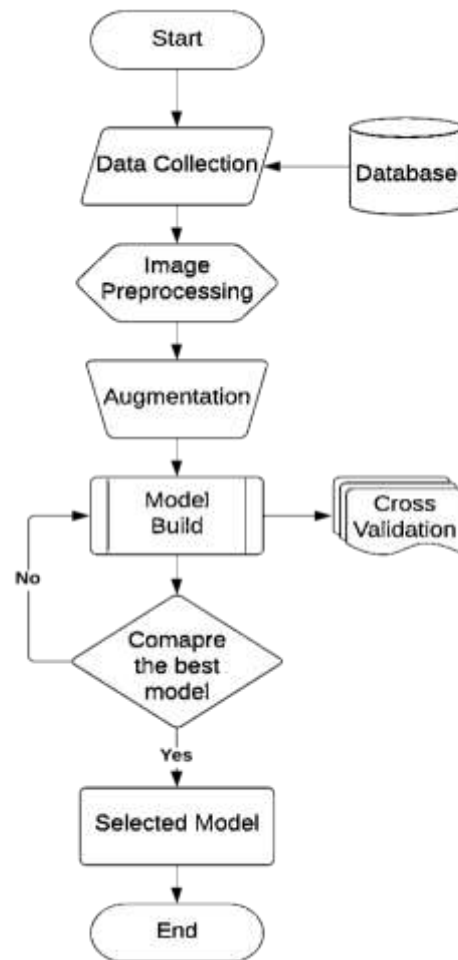 Start
Data Collection
Database
Image
Preprocessing
Augmentation
Model
Build
Cross
Validation
No
Comapre
the best
model
Yes
Selected Model
End